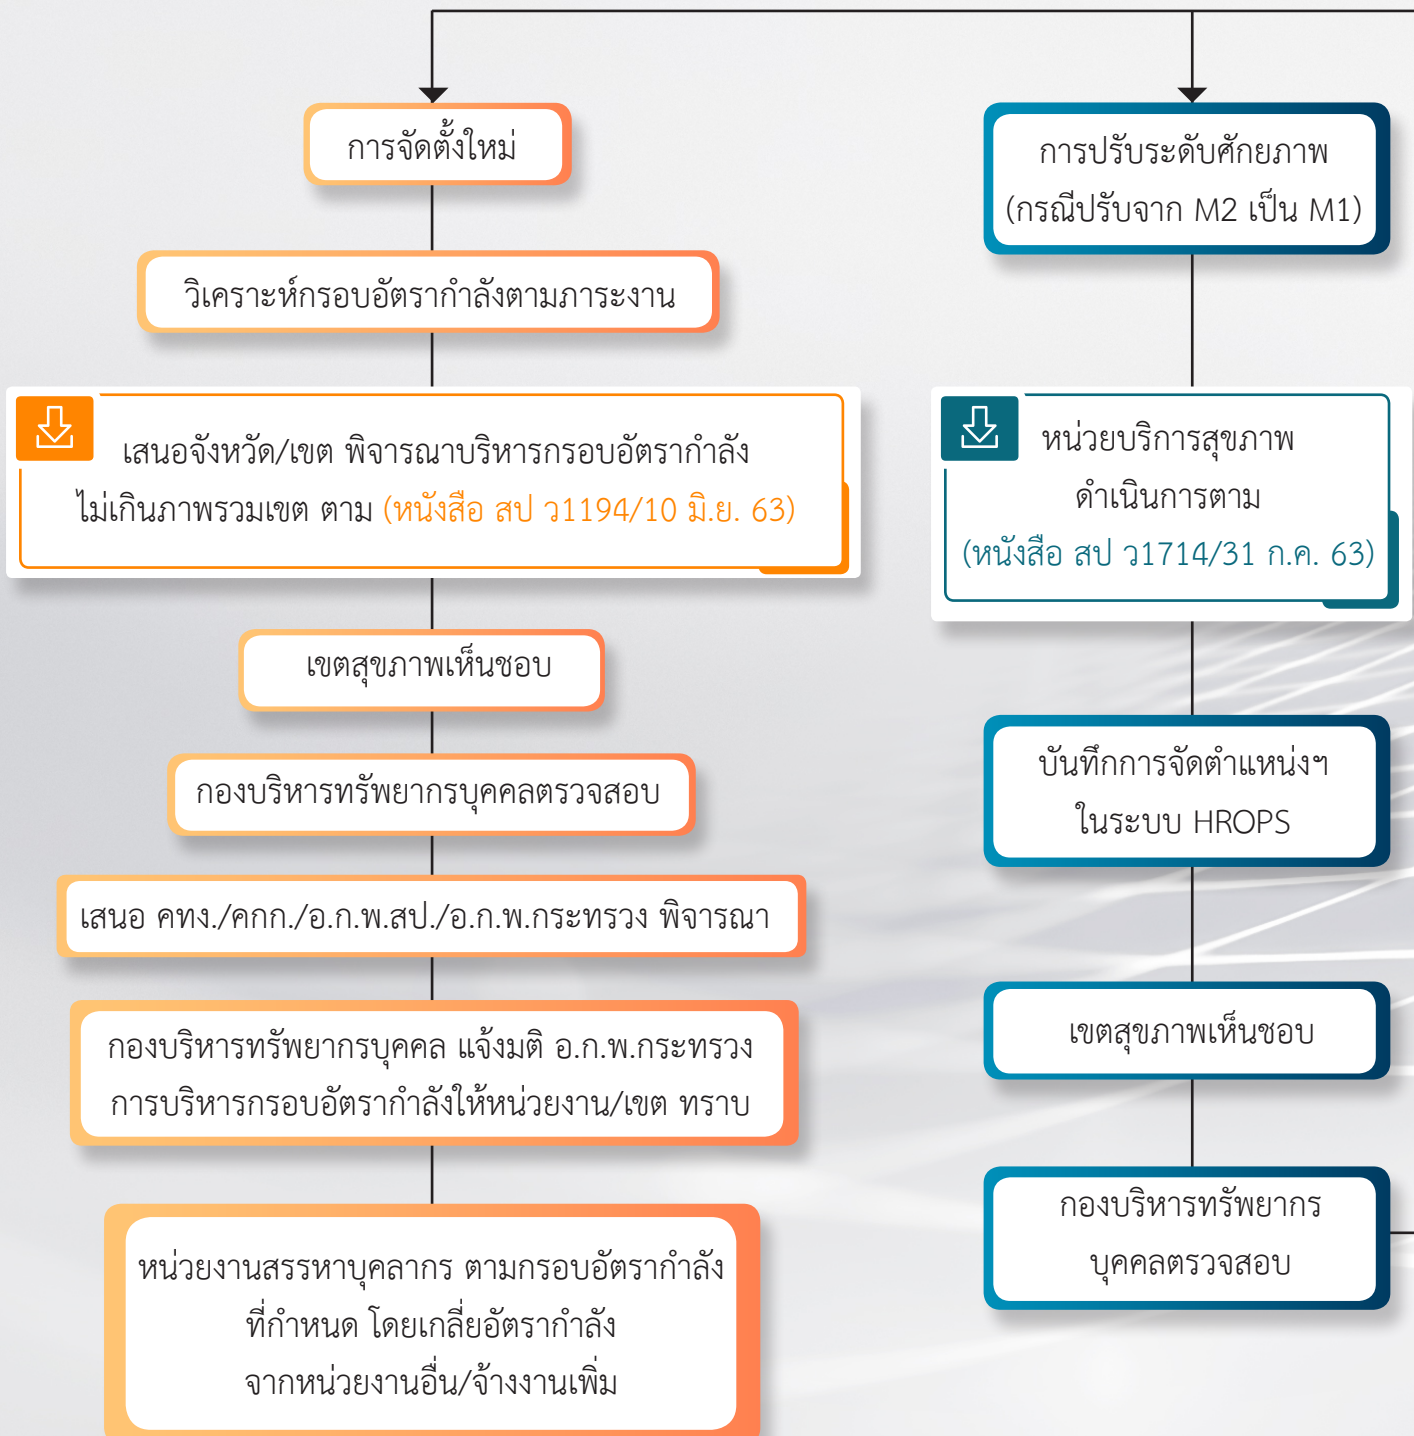 การจัดตั้งใหม่
วิเคราะห์กรอบอัตรากำลังตามภาระงาน
เสนอจังหวัด/เขต พิจารณาบริหารกรอบอัตรากำลัง
ไม่เกินภาพรวมเขต ตาม (หนังสือ สป ว1194/10 มิ.ย. 63)
เขตสุขภาพเห็นชอบ
กองบริหารทรัพยากรบุคคลตรวจสอบ
เสนอ คทง./คกก./อ.ก.พ.สป./อ.ก.พ.กระทรวง พิจารณา
กองบริหารทรัพยากรบุคคล แจ้งมติ อ.ก.พ.กระทรวง
การบริหารกรอบอัตรากำลังให้หน่วยงาน/เขต ทราบ
หน่วยงานสรรหาบุคลากร ตามกรอบอัตรากำลัง
ที่กำหนด โดยเกลี่ยอัตรากำลัง
จากหน่วยงานอื่น/จ้างงานเพิ่ม
การปรับระดับศักยภาพ
(กรณีปรับจาก M2 เป็น M1)
หน่วยบริการสุขภาพ
ดำเนินการตาม
(หนังสือ สป ว1714/31 ก.ค. 63)
บันทึกการจัดตำแหน่งฯ
ในระบบ HROPS
เขตสุขภาพเห็นชอบ
กองบริหารทรัพยากร
บุคคลตรวจสอบ